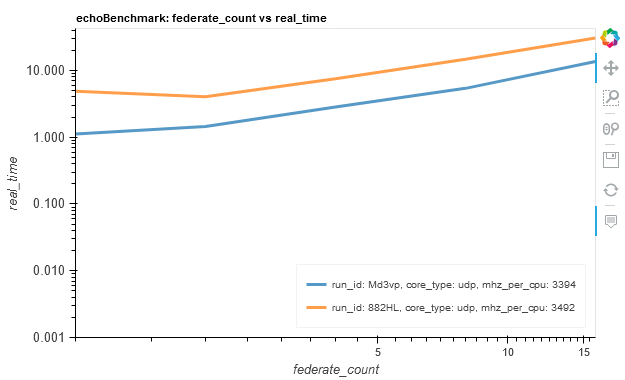 echoBenchmark: federate_count vs real_time
10.000
1.000
0.100
0.010
0.001
real_time
run_id: Md3vp, core_type: udp, mhz_per_cpu: 3394
run_id: 882HL, core_type: udp, mhz_per_cpu: 3492
5
10
15
federate_count